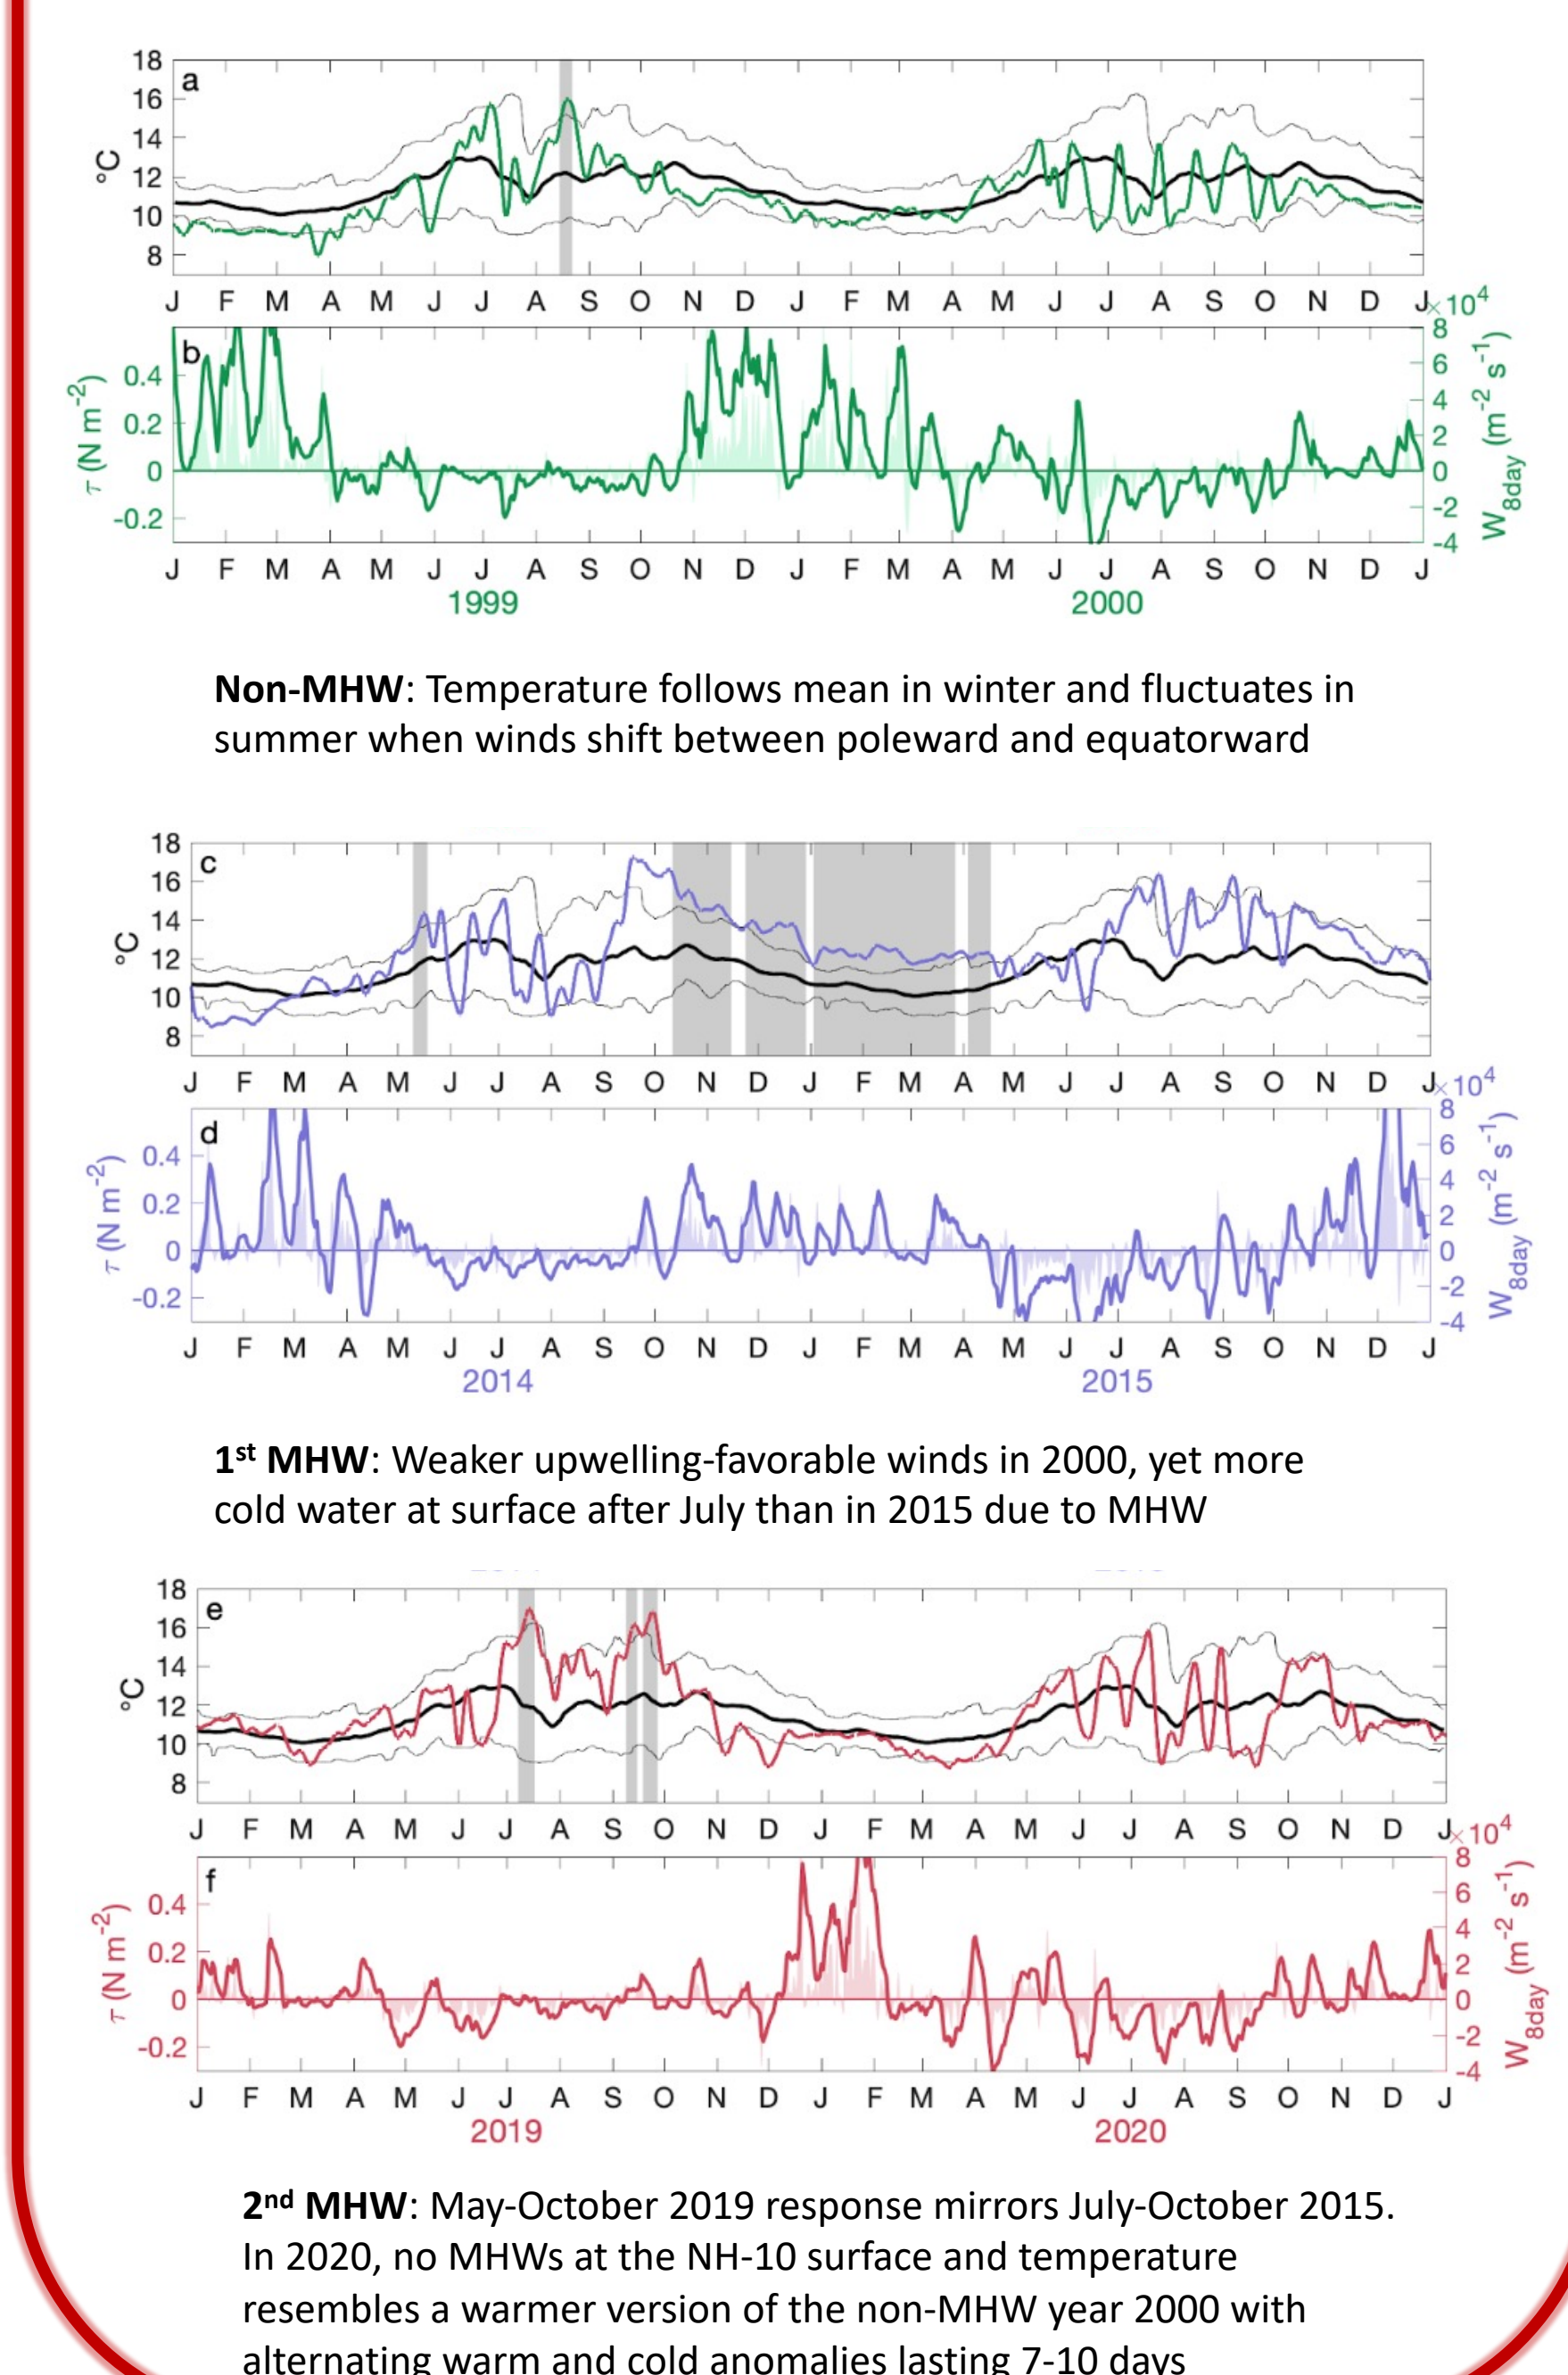 18
a
16
14
°C
12
10
8
J F M A M J J A S O N D J F M A M J J A S O N D J
×10⁴
b
8
0.4
6
4
0.2
2
τ (N m⁻²)
0
0
W8day (m⁻² s⁻¹)
-2
-0.2
-4
J F M A M J J A S O N D J F M A M J J A S O N D J
1999 2000
Non-MHW: Temperature follows mean in winter and fluctuates in
summer when winds shift between poleward and equatorward
18
c
16
14
°C
12
10
8
J F M A M J J A S O N D J F M A M J J A S O N D J
×10⁴
d
8
0.4
6
4
0.2
2
τ (N m⁻²)
0
0
W8day (m⁻² s⁻¹)
-2
-0.2
-4
J F M A M J J A S O N D J F M A M J J A S O N D J
2014 2015
1st MHW: Weaker upwelling-favorable winds in 2000, yet more
cold water at surface after July than in 2015 due to MHW
18
e
16
14
°C
12
10
8
J F M A M J J A S O N D J F M A M J J A S O N D J
×10⁴
f
8
0.4
6
4
0.2
2
τ (N m⁻²)
0
0
W8day (m⁻² s⁻¹)
-2
-0.2
-4
J F M A M J J A S O N D J F M A M J J A S O N D J
2019 2020
2nd MHW: May-October 2019 response mirrors July-October 2015.
In 2020, no MHWs at the NH-10 surface and temperature
resembles a warmer version of the non-MHW year 2000 with
alternating warm and cold anomalies lasting 7-10 days